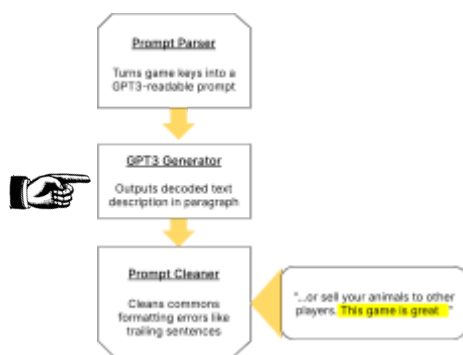 Prompt Parser
Turns game keys into a
GPT3-readable prompt
GPT3 Generator
Outputs decoded text
description in paragraph
Prompt Cleaner
Cleans commons
formatting errors like
trailing sentences
"...or sell your animals to other
players. This game is great "